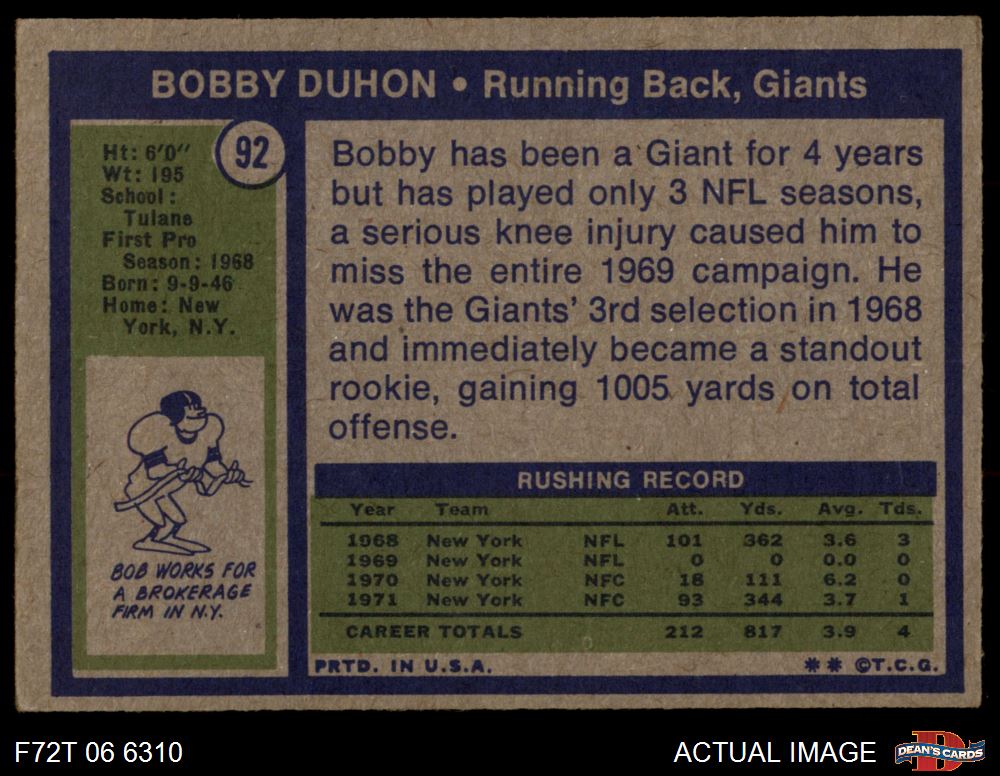 BOBBY DUHON • Running Back, Giants
92
Ht: 6'0"
Wt: 195
School:
Tulane
First Pro
Season: 1968
Born: 9-9-46
Home: New
York, N.Y.
BOB WORKS FOR
A BROKERAGE
FIRM IN N.Y.
Bobby has been a Giant for 4 years
but has played only 3 NFL seasons,
a serious knee injury caused him to
miss the entire 1969 campaign. He
was the Giants' 3rd selection in 1968
and immediately became a standout
rookie, gaining 1005 yards on total
offense.
RUSHING RECORD
Year Team Att. Yds. Avg. Tds.
1968 New York NFL 101 362 3.6 3
1969 New York NFL 0 0 0.0 0
1970 New York NFC 18 111 6.2 0
1971 New York NFC 93 344 3.7 1
CAREER TOTALS 212 817 3.9 4
PRTD. IN U.S.A. ** ©T.C.G.
F72T 06 6310 ACTUAL IMAGE DEAN'S CARDS